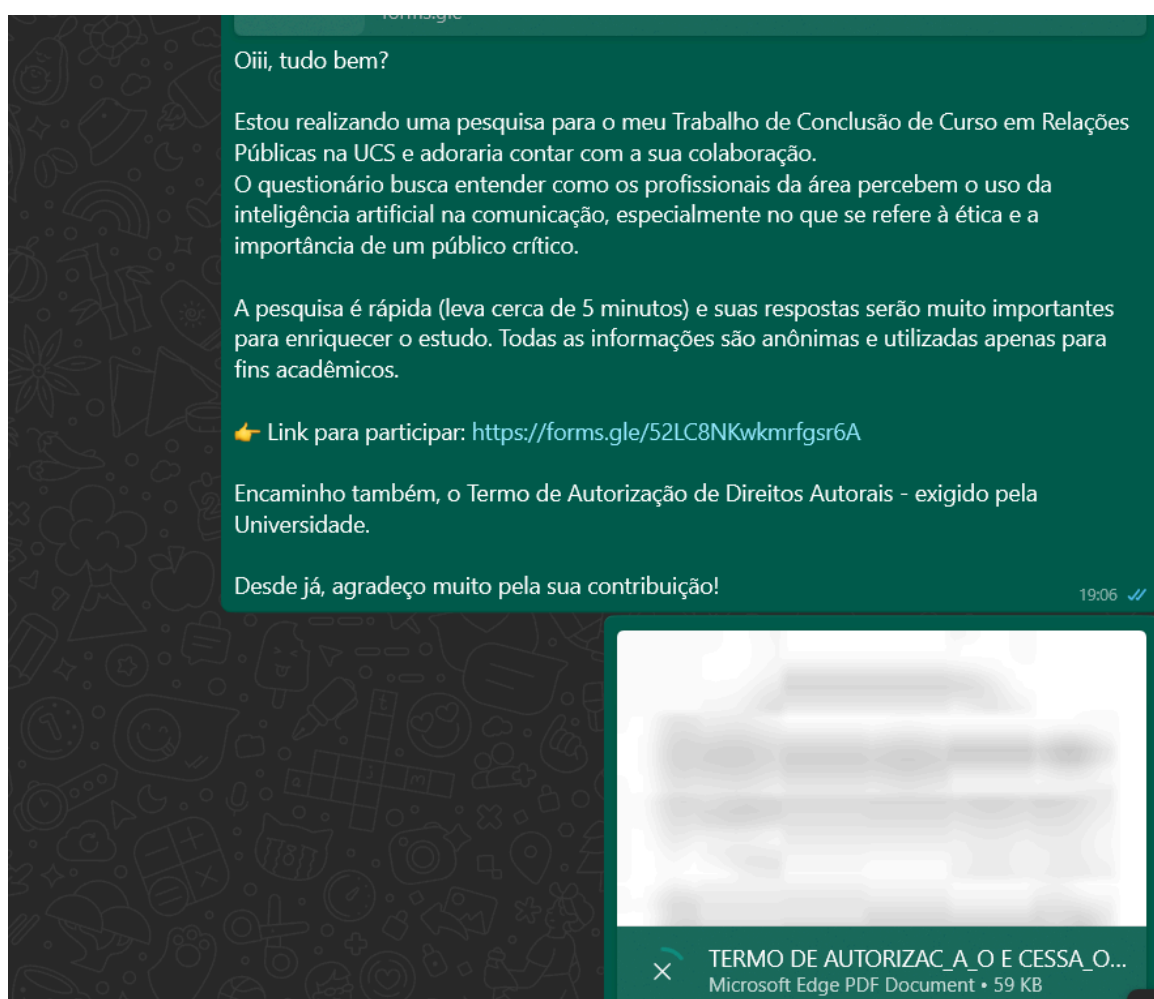 forms.gle
Oiii, tudo bem?
Estou realizando uma pesquisa para o meu Trabalho de Conclusão de Curso em Relações
Públicas na UCS e adoraria contar com a sua colaboração.
O questionário busca entender como os profissionais da área percebem o uso da
inteligência artificial na comunicação, especialmente no que se refere à ética e a
importância de um público crítico.
A pesquisa é rápida (leva cerca de 5 minutos) e suas respostas serão muito importantes
para enriquecer o estudo. Todas as informações são anônimas e utilizadas apenas para
fins acadêmicos.
👉 Link para participar: https://forms.gle/52LC8NKwkmrfgsr6A
Encaminho também, o Termo de Autorização de Direitos Autorais - exigido pela
Universidade.
Desde já, agradeço muito pela sua contribuição!
19:06
TERMO DE AUTORIZAC_A_O E CESSA_O...
Microsoft Edge PDF Document • 59 KB